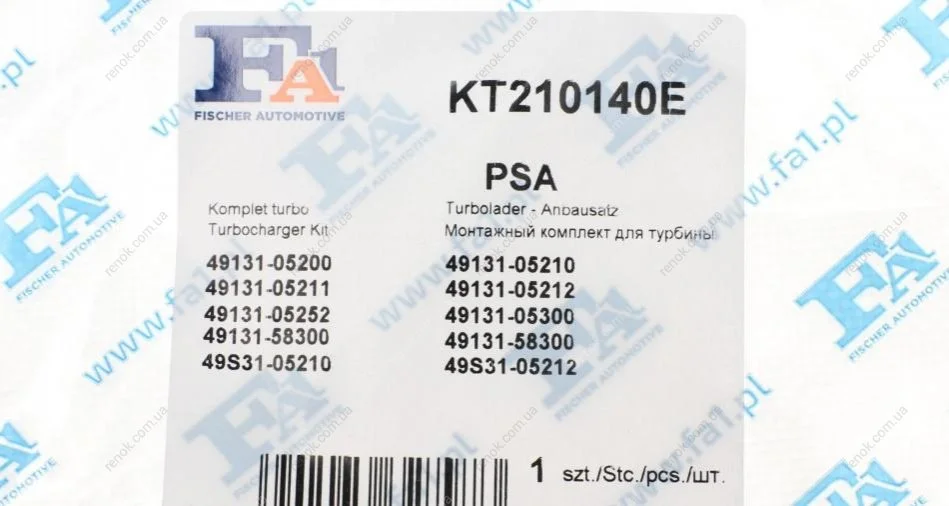 FA1
FISCHER AUTOMOTIVE
KT210140E
PSA
Komplet turbo
Turbocharger Kit
Turbolader - Anbausatz
Монтажный комплект для турбины
49131-05200 49131-05210
49131-05211 49131-05212
49131-05252 49131-05300
49131-58300 49131-58300
49S31-05210 49S31-05212
1 szt./Stc./pcs./шт.
www.fa1.pl
renok.com.ua